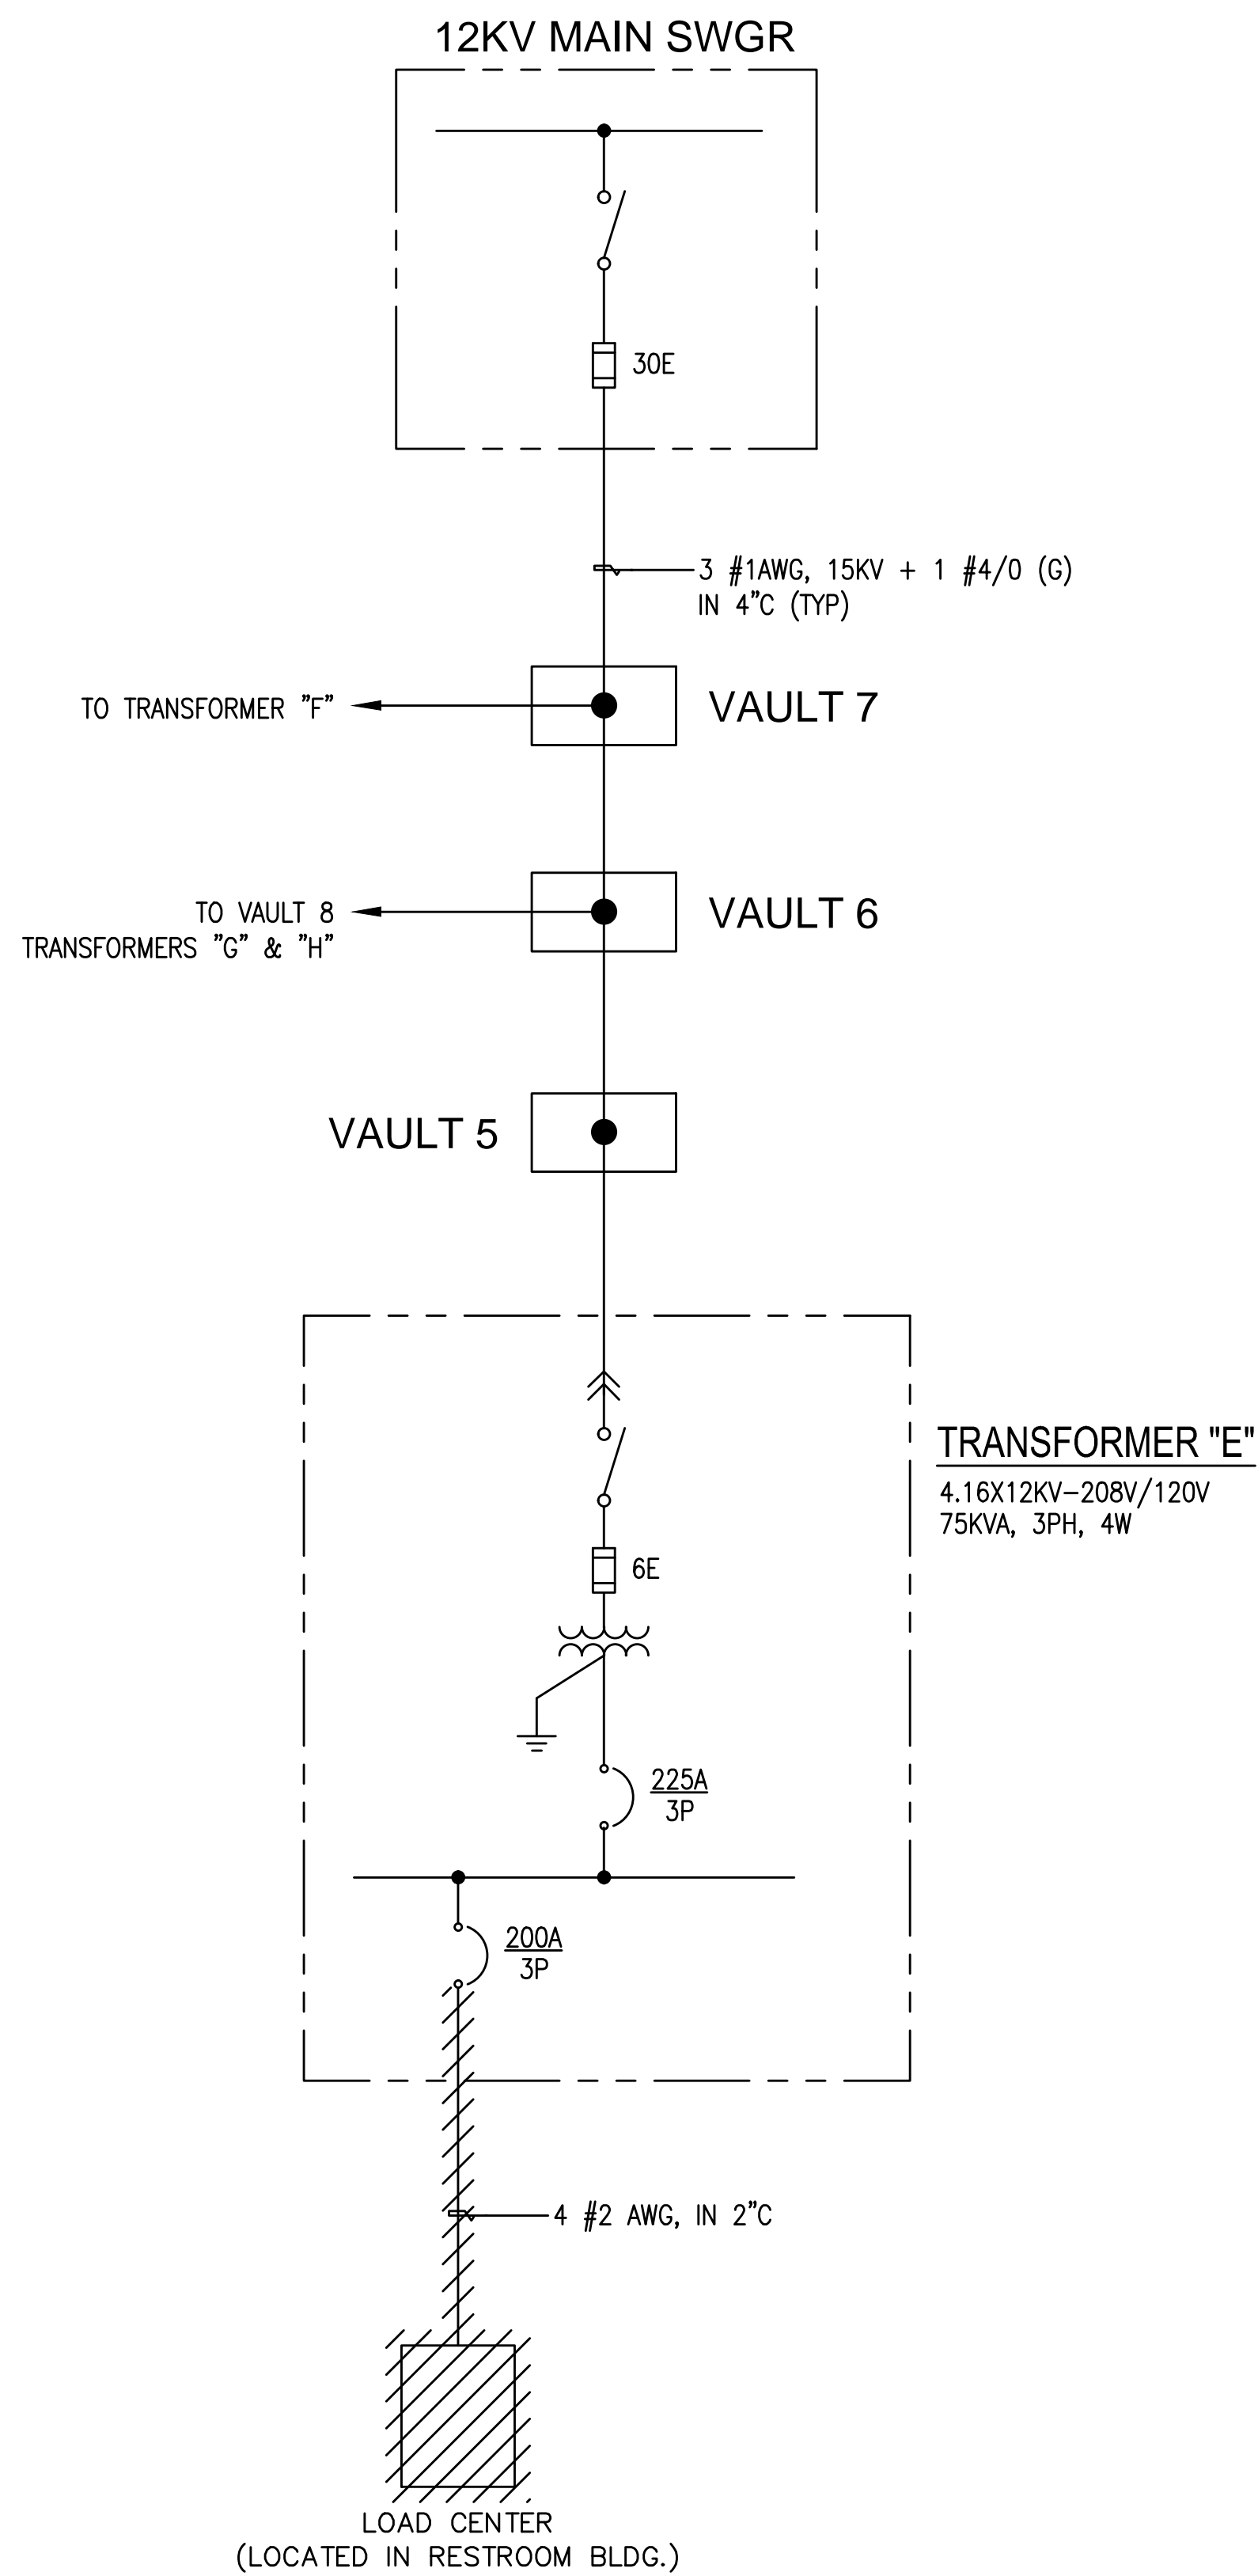 12KV MAIN SWGR
30E
3 #1AWG, 15KV + 1 #4/0 (G)
IN 4"C (TYP)
TO TRANSFORMER "F"
VAULT 7
TO VAULT 8
TRANSFORMERS "G" & "H"
VAULT 6
VAULT 5
TRANSFORMER "E"
4.16X12KV-208V/120V
75KVA, 3PH, 4W
6E
225A
3P
200A
3P
4 #2 AWG, IN 2"C
LOAD CENTER
(LOCATED IN RESTROOM BLDG.)